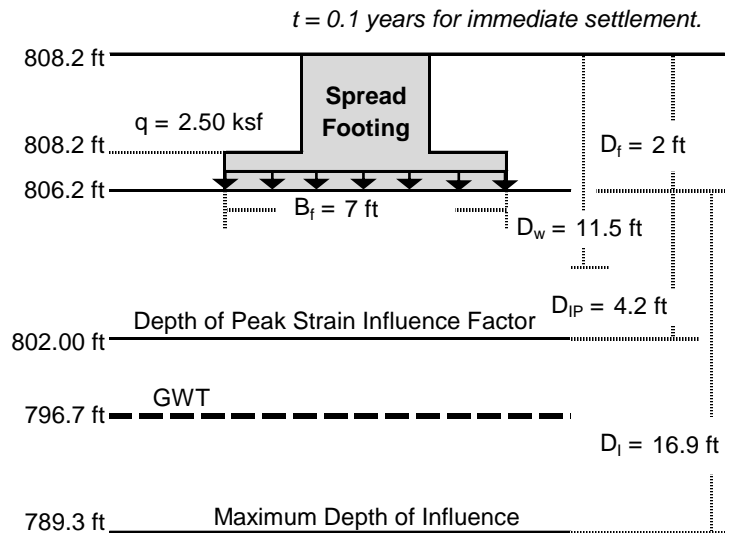 t = 0.1 years for immediate settlement.
808.2 ft
Spread
Footing
q = 2.50 ksf
808.2 ft
D_f = 2 ft
806.2 ft
B_f = 7 ft
D_w = 11.5 ft
D_IP = 4.2 ft
Depth of Peak Strain Influence Factor
802.00 ft
GWT
796.7 ft
D_I = 16.9 ft
Maximum Depth of Influence
789.3 ft